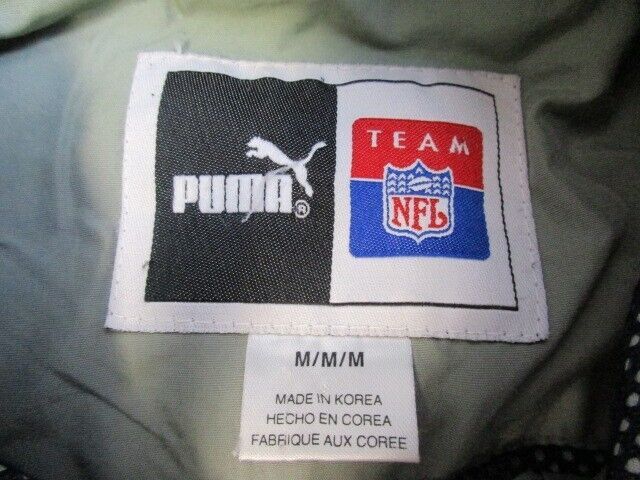 PUMA®
TEAM
NFL
M/M/M
MADE IN KOREA
HECHO EN COREA
FABRIQUE AUX COREE